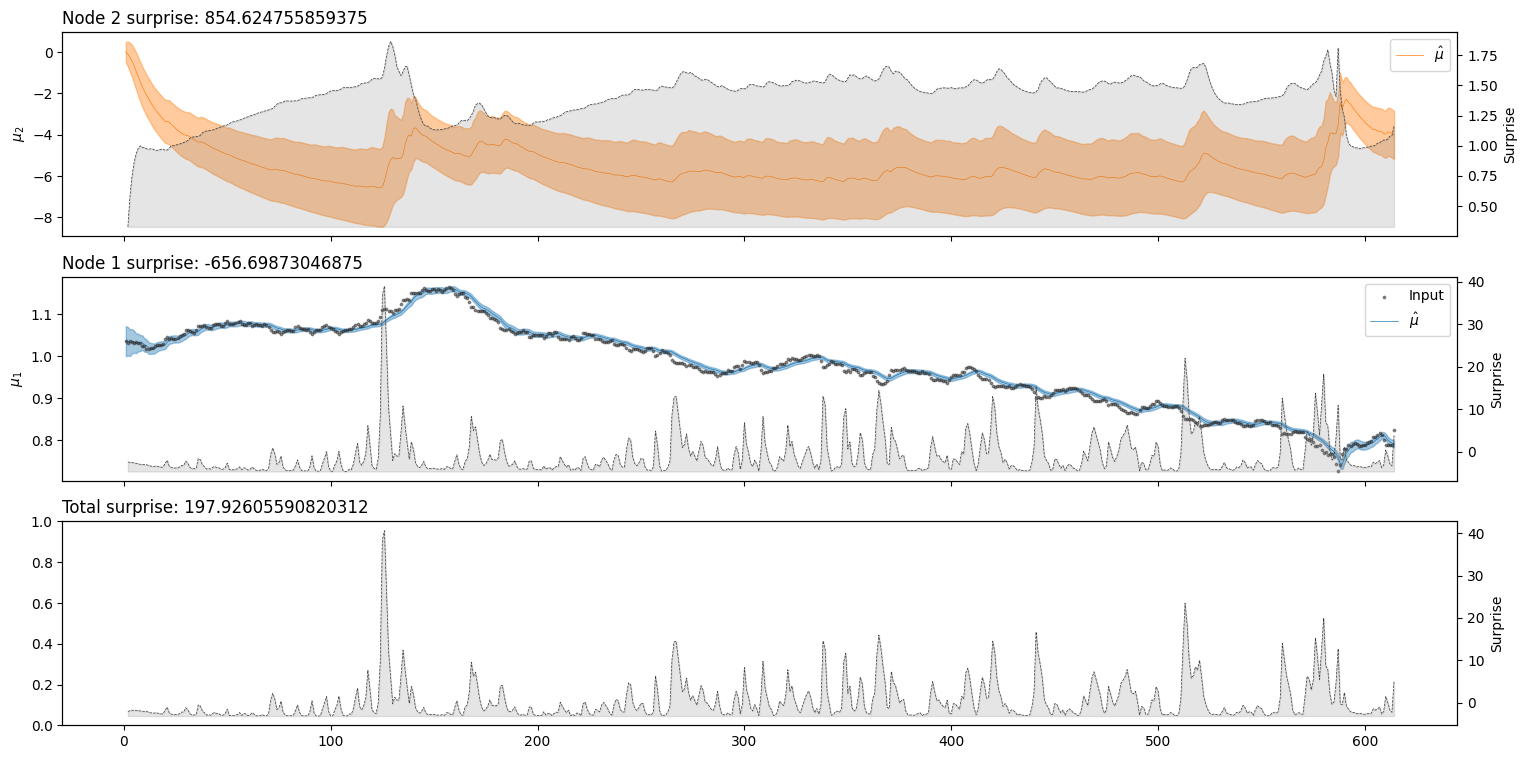 Node 2 surprise: 854.624755859375
0
−2
−4
−6
−8
μ2
μ̂
1.75
1.50
1.25
1.00
0.75
0.50
Surprise
Node 1 surprise: -656.69873046875
1.1
1.0
0.9
0.8
μ1
Input
μ̂
40
30
20
10
0
Surprise
Total surprise: 197.92605590820312
1.0
0.8
0.6
0.4
0.2
0.0
40
30
20
10
0
Surprise
0 100 200 300 400 500 600